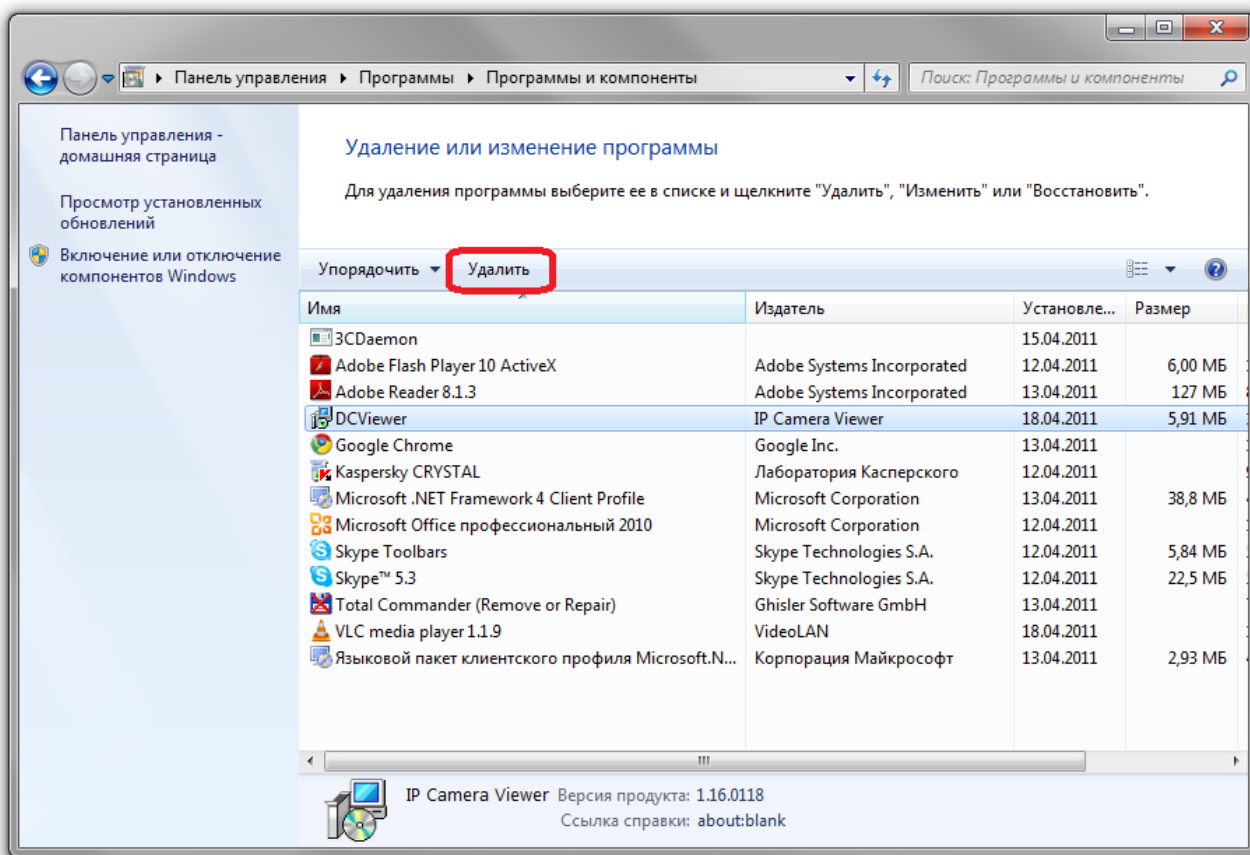 Панель управления Программы Программы и компоненты
Поиск: Программы и компоненты
Панель управления -
домашняя страница
Просмотр установленных
обновлений
Включение или отключение
компонентов Windows
Удаление или изменение программы
Для удаления программы выберите ее в списке и щелкните "Удалить", "Изменить" или "Восстановить".
Упорядочить Удалить
Имя Издатель Установле... Размер
3CDaemon 15.04.2011
Adobe Flash Player 10 ActiveX Adobe Systems Incorporated 12.04.2011 6,00 МБ
Adobe Reader 8.1.3 Adobe Systems Incorporated 13.04.2011 127 МБ
DCViewer IP Camera Viewer 18.04.2011 5,91 МБ
Google Chrome Google Inc. 13.04.2011
Kaspersky CRYSTAL Лаборатория Касперского 12.04.2011
Microsoft .NET Framework 4 Client Profile Microsoft Corporation 13.04.2011 38,8 МБ
Microsoft Office профессиональный 2010 Microsoft Corporation 12.04.2011
Skype Toolbars Skype Technologies S.A. 12.04.2011 5,84 МБ
Skype™ 5.3 Skype Technologies S.A. 12.04.2011 22,5 МБ
Total Commander (Remove or Repair) Ghisler Software GmbH 13.04.2011
VLC media player 1.1.9 VideoLAN 18.04.2011
Языковой пакет клиентского профиля Microsoft.N... Корпорация Майкрософт 13.04.2011 2,93 МБ
IP Camera Viewer Версия продукта: 1.16.0118
Ссылка справки: about:blank